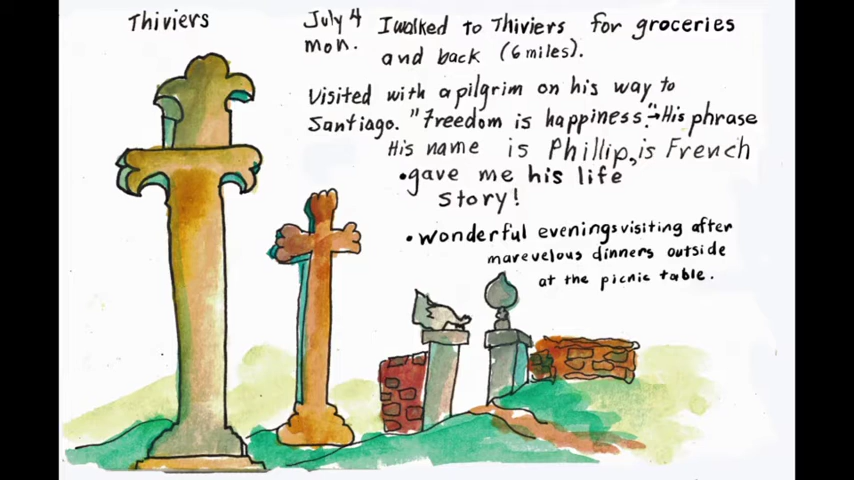 Thiviers
July 4
mon.
I walked to Thiviers for groceries
and back (6 miles).
Visited with a pilgrim on his way to
Santiago. "Freedom is happiness."→His phrase
His name is Phillip, is French
•gave me his life
story!
•wonderful evenings visiting after
marevelous dinners outside
at the picnic table.